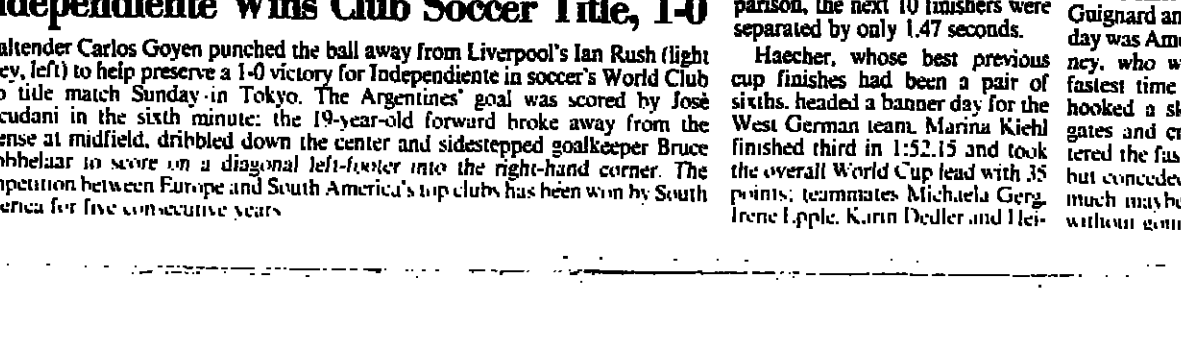 dependiente Wins Club Soccer Title, 1-0
altender Carlos Goyen punched the ball away from Liverpool's Ian Rush (light
ey, left) to help preserve a 1-0 victory for Independiente in soccer's World Club
title match Sunday in Tokyo. The Argentines' goal was scored by José
cudani in the sixth minute: the 19-year-old forward broke away from the
ense at midfield, dribbled down the center and sidestepped goalkeeper Bruce
obbelaar to score on a diagonal left-footer into the right-hand corner. The
mpetition between Europe and South America's top clubs has been won by South
erica for five consecutive years
parison, the next 10 finishers were
separated by only 1.47 seconds.
Haecher, whose best previous
cup finishes had been a pair of
sixths, headed a banner day for the
West German team. Marina Kiehl
finished third in 1:52.15 and took
the overall World Cup lead with 35
points; teammates Michaela Gerg,
Irene Epple, Karin Dedler and Hei-
Guignard an
day was Am
ney, who w
fastest time
hooked a sk
gates and cr
tered the fas
but conceded
much maybe
without goin